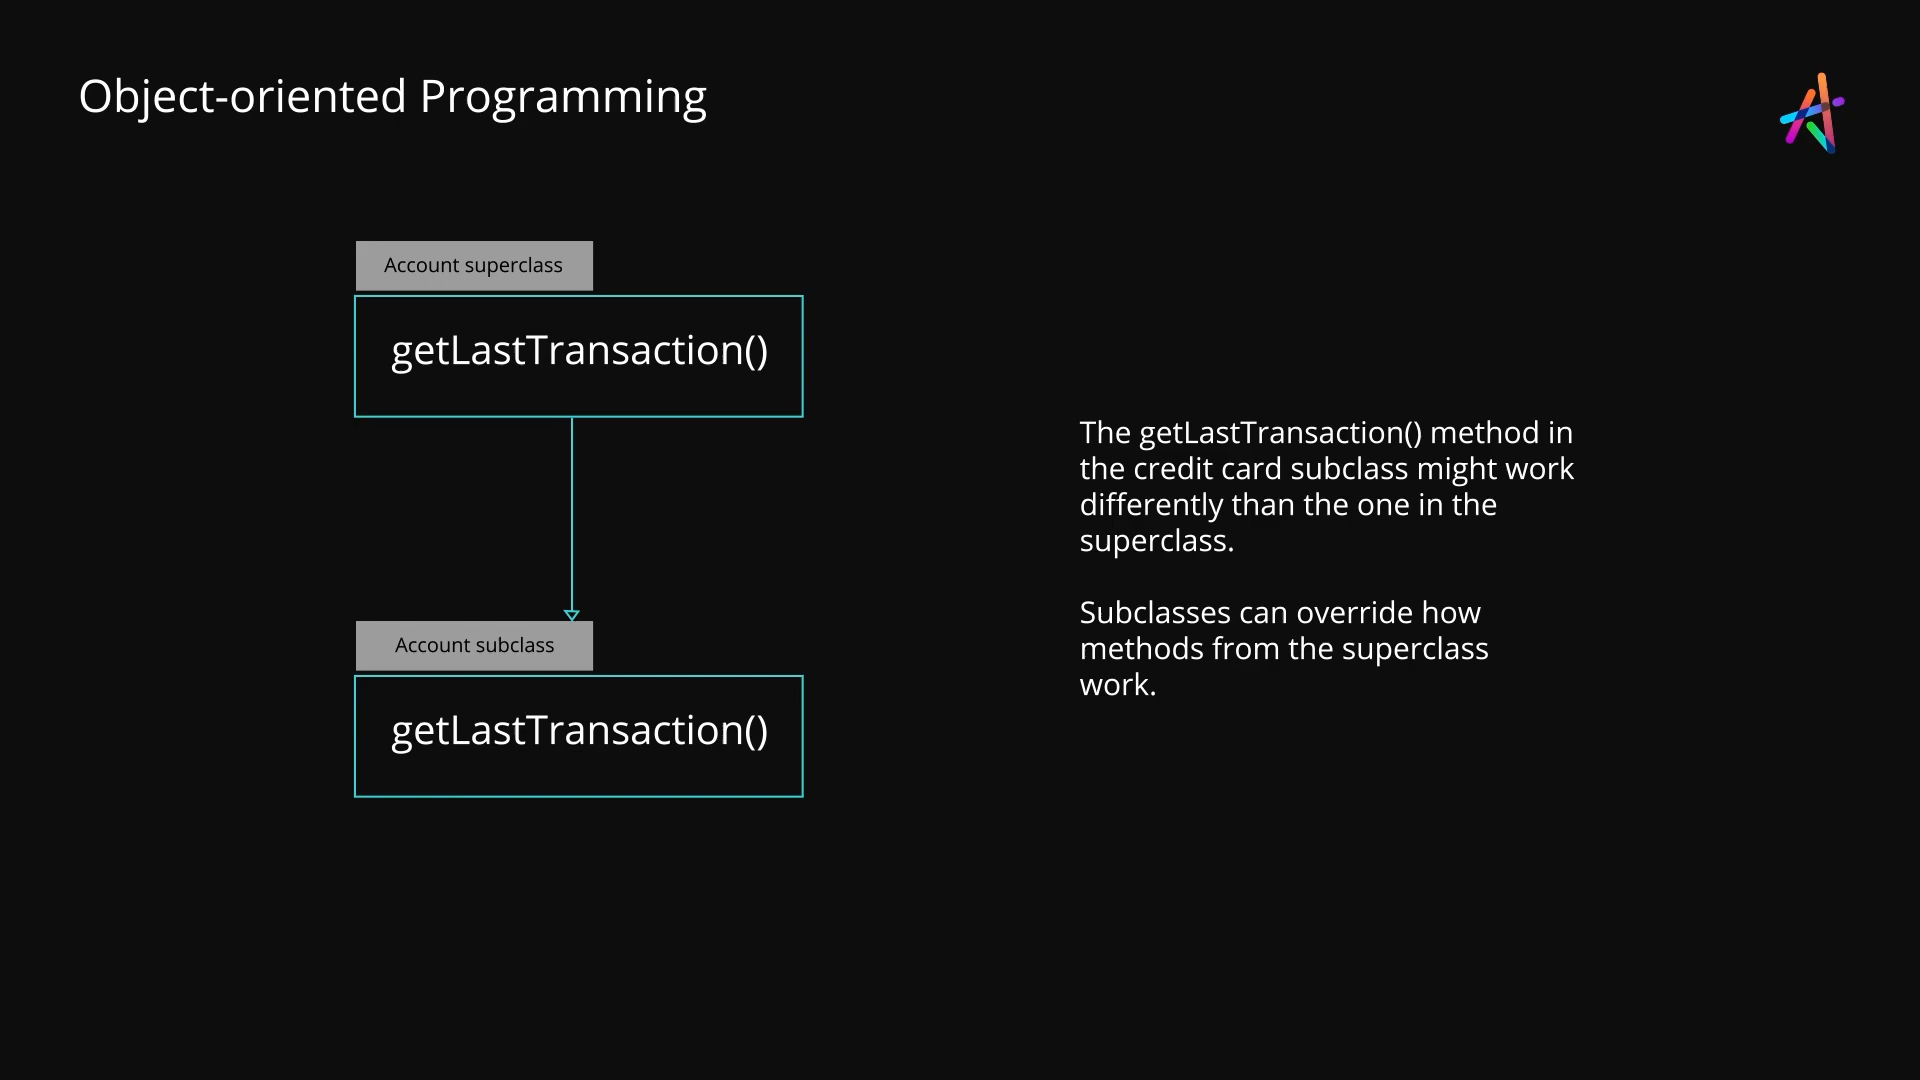 Object-oriented Programming
Account superclass
getLastTransaction()
Account subclass
getLastTransaction()
The getLastTransaction() method in
the credit card subclass might work
differently than the one in the
superclass.
Subclasses can override how
methods from the superclass
work.